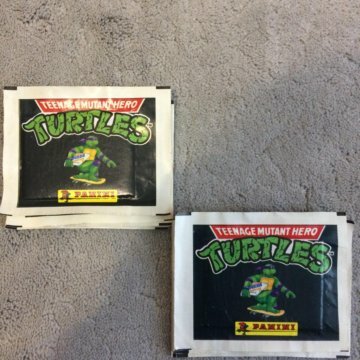 TEENAGE MUTANT HERO
TURTLES
PANINI
TEENAGE MUTANT HERO
TURTLES
PANINI